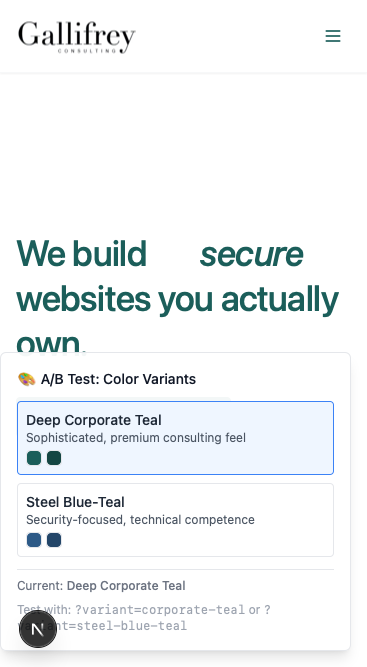 Gallifrey
CONSULTING
We build secure
websites you actually
own.
🎨 A/B Test: Color Variants
Deep Corporate Teal
Sophisticated, premium consulting feel
Steel Blue-Teal
Security-focused, technical competence
Current: Deep Corporate Teal
Test with: ?variant=corporate-teal or ?
variant=steel-blue-teal
N